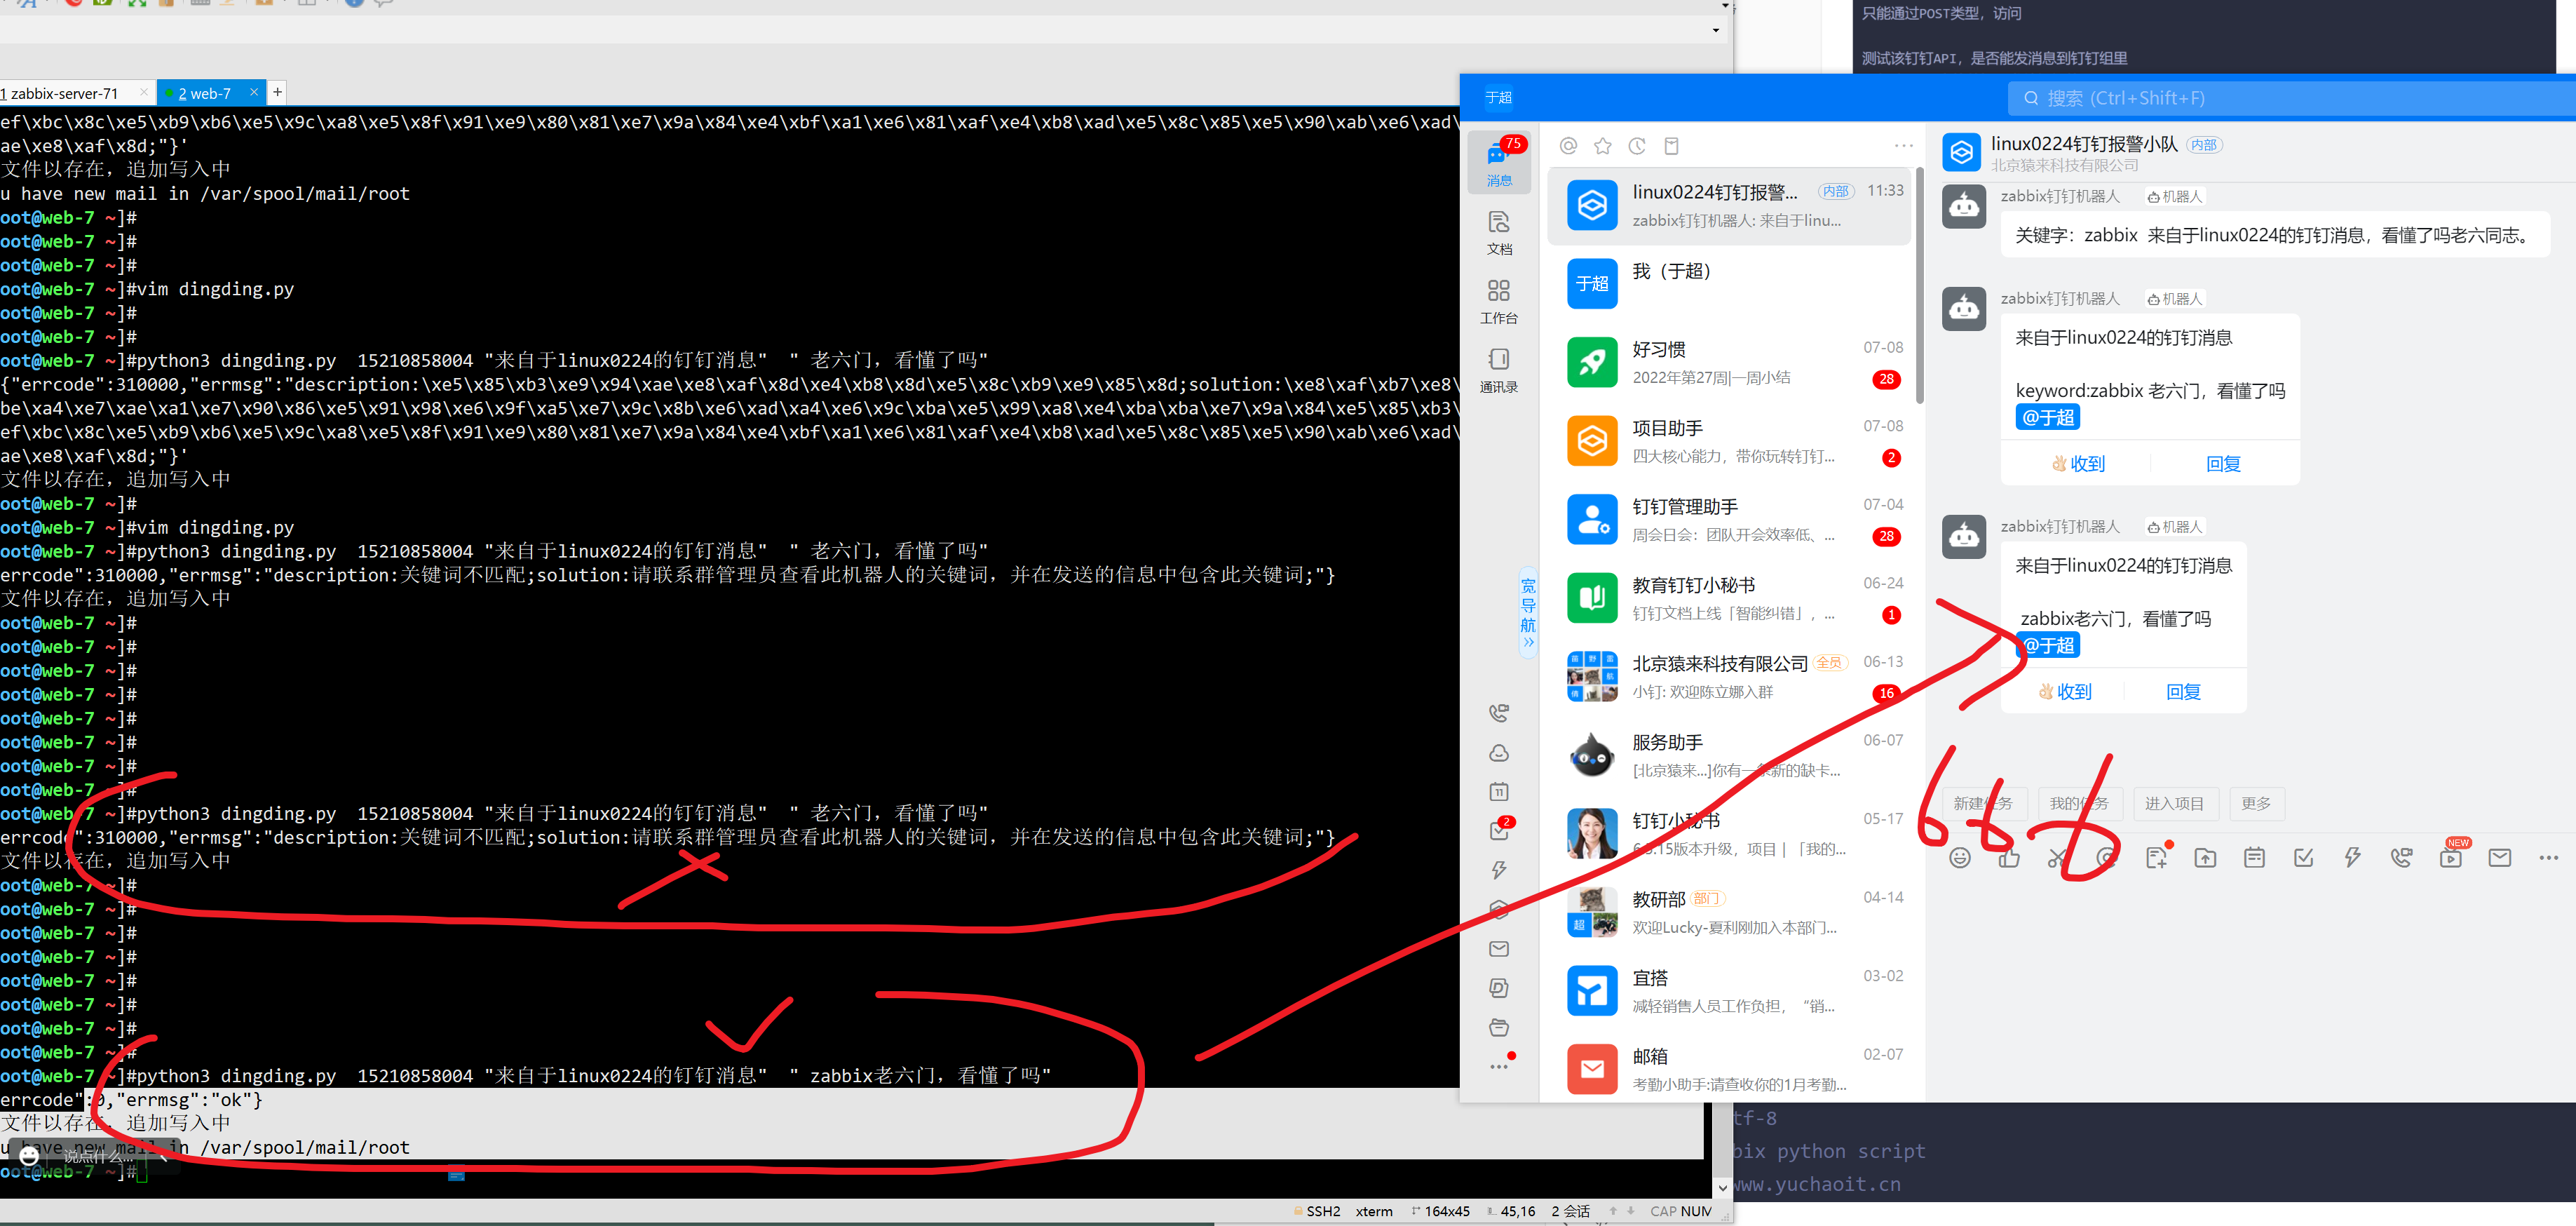 只能通过POST类型，访问
测试该钉钉API，是否能发消息到钉钉组里
1 zabbix-server-71
2 web-7
ef\xbc\x8c\xe5\xb9\xb6\xe5\x9c\xa8\xe5\x8f\x91\xe9\x80\x81\xe7\x9a\x84\xe4\xbf\xa1\xe6\x81\xaf\xe4\xb8\xad\xe5\x8c\x85\xe5\x90\xab\xe6\xad\
ae\xe8\xaf\x8d;"}'
文件以存在，追加写入中
u have new mail in /var/spool/mail/root
oot@web-7 ~]#
oot@web-7 ~]#
oot@web-7 ~]#
oot@web-7 ~]#vim dingding.py
oot@web-7 ~]#
oot@web-7 ~]#
oot@web-7 ~]#python3 dingding.py  15210858004 "来自于linux0224的钉钉消息"  " 老六门，看懂了吗"
{"errcode":310000,"errmsg":"description:\xe5\x85\xb3\xe9\x94\xae\xe8\xaf\x8d\xe4\xb8\x8d\xe5\x8c\xb9\xe9\x85\x8d;solution:\xe8\xaf\xb7\xe8\
be\xa4\xe7\xae\xa1\xe7\x90\x86\xe5\x91\x98\xe6\x9f\xa5\xe7\x9c\x8b\xe6\xad\xa4\xe6\x9c\xba\xe5\x99\xa8\xe4\xba\xba\xe7\x9a\x84\xe5\x85\xb3\
ef\xbc\x8c\xe5\xb9\xb6\xe5\x9c\xa8\xe5\x8f\x91\xe9\x80\x81\xe7\x9a\x84\xe4\xbf\xa1\xe6\x81\xaf\xe4\xb8\xad\xe5\x8c\x85\xe5\x90\xab\xe6\xad\
ae\xe8\xaf\x8d;"}'
文件以存在，追加写入中
oot@web-7 ~]#
oot@web-7 ~]#vim dingding.py
oot@web-7 ~]#python3 dingding.py  15210858004 "来自于linux0224的钉钉消息"  " 老六门，看懂了吗"
errcode":310000,"errmsg":"description:关键词不匹配;solution:请联系群管理员查看此机器人的关键词，并在发送的信息中包含此关键词;"}
文件以存在，追加写入中
oot@web-7 ~]#
oot@web-7 ~]#
oot@web-7 ~]#
oot@web-7 ~]#
oot@web-7 ~]#
oot@web-7 ~]#
oot@web-7 ~]#
oot@web-7 ~]#
oot@web-7 ~]#python3 dingding.py  15210858004 "来自于linux0224的钉钉消息"  " 老六门，看懂了吗"
errcode":310000,"errmsg":"description:关键词不匹配;solution:请联系群管理员查看此机器人的关键词，并在发送的信息中包含此关键词;"}
文件以存在，追加写入中
oot@web-7 ~]#
oot@web-7 ~]#
oot@web-7 ~]#
oot@web-7 ~]#
oot@web-7 ~]#
oot@web-7 ~]#
oot@web-7 ~]#
oot@web-7 ~]#
oot@web-7 ~]#python3 dingding.py  15210858004 "来自于linux0224的钉钉消息"  " zabbix老六门，看懂了吗"
errcode":0,"errmsg":"ok"}
文件以存在，追加写入中
u have new mail in /var/spool/mail/root
说点什么...
oot@web-7 ~]#
SSH2 xterm 164x45 45,16 2 会话 CAP NUM
于超
搜索 (Ctrl+Shift+F)
75
消息
文档
工作台
通讯录
宽导航
11
2
linux0224钉钉报警... 内部 11:33
zabbix钉钉机器人: 来自于linu...
于超
我（于超）
好习惯 07-08
2022年第27周|一周小结 28
项目助手 07-08
四大核心能力，带你玩转钉钉... 2
钉钉管理助手 07-04
周会日会：团队开会效率低、... 28
教育钉钉小秘书 06-24
钉钉文档上线「智能纠错」，... 1
北京猿来科技有限公司 全员 06-13
小钉: 欢迎陈立娜入群 16
服务助手 06-07
[北京猿来...]你有一条新的缺卡...
钉钉小秘书 05-17
6.5.15版本升级，项目｜「我的...
教研部 部门 04-14
超
欢迎Lucky-夏利刚加入本部门...
宜搭 03-02
减轻销售人员工作负担，“销...
邮箱 02-07
考勤小助手:请查收你的1月考勤...
linux0224钉钉报警小队 内部
北京猿来科技有限公司
zabbix钉钉机器人 机器人
关键字：zabbix  来自于linux0224的钉钉消息，看懂了吗老六同志。
zabbix钉钉机器人 机器人
来自于linux0224的钉钉消息
keyword:zabbix 老六门，看懂了吗
@于超
收到 回复
zabbix钉钉机器人 机器人
来自于linux0224的钉钉消息
zabbix老六门，看懂了吗
@于超
收到 回复
666
新建任务 我的任务 进入项目 更多
NEW
tf-8
bix python script
www.yuchaoit.cn